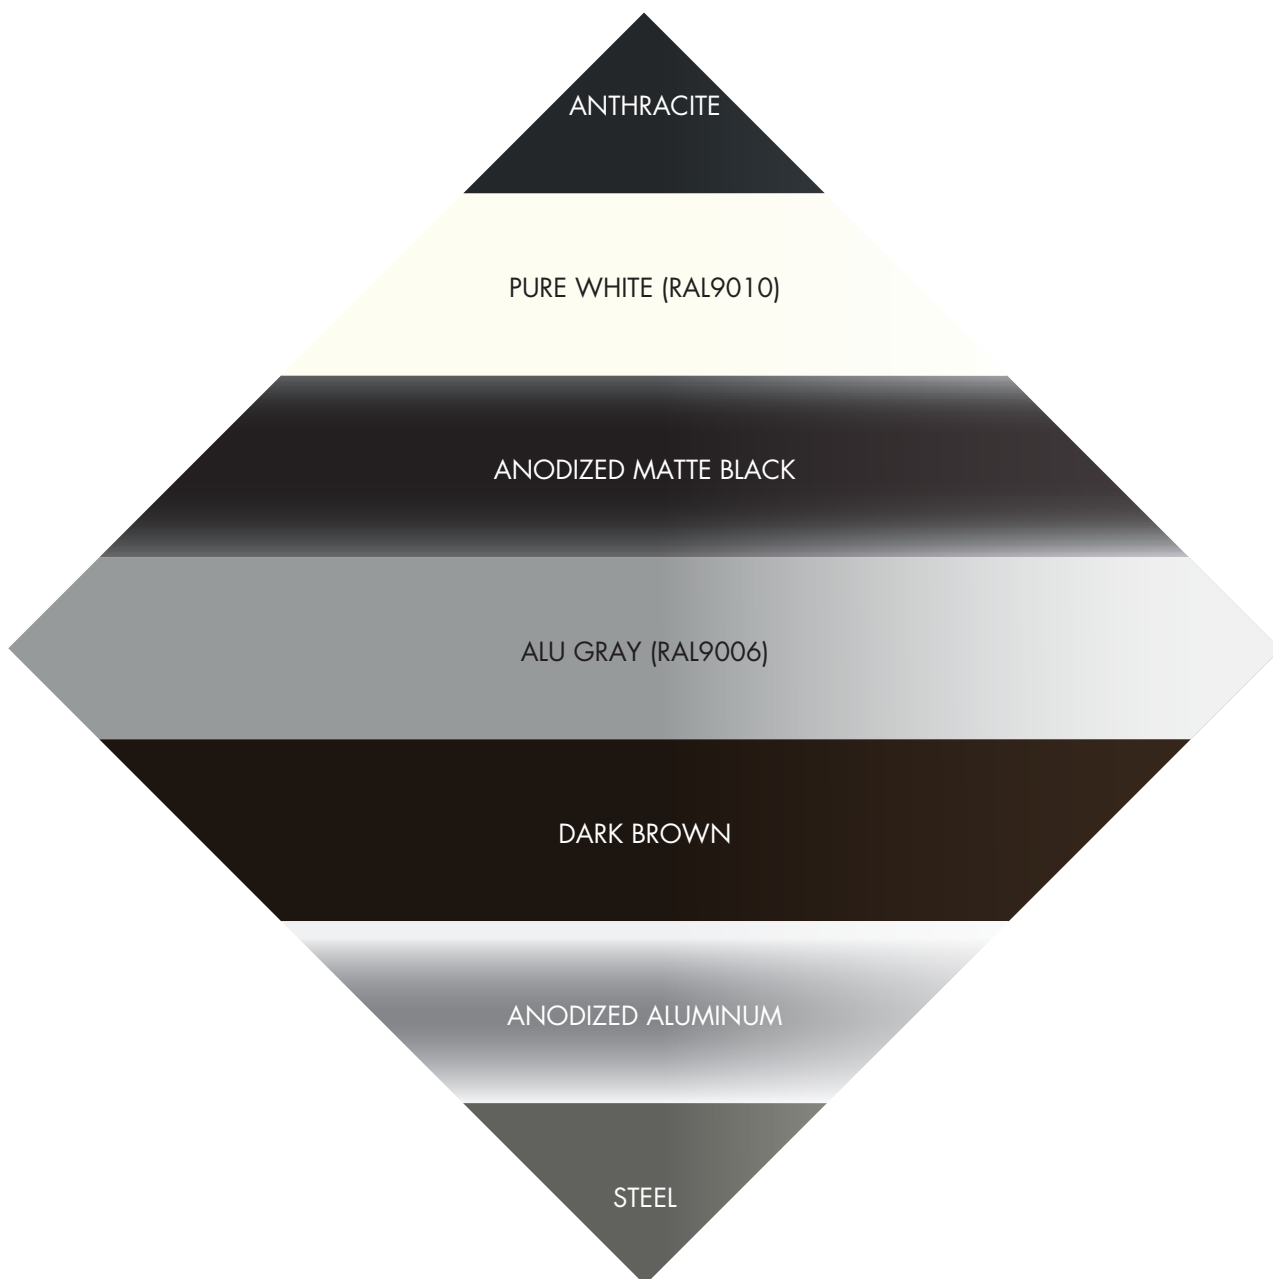 ANTHRACITE
PURE WHITE (RAL9010)
ANODIZED MATTE BLACK
ALU GRAY (RAL9006)
DARK BROWN
ANODIZED ALUMINUM
STEEL